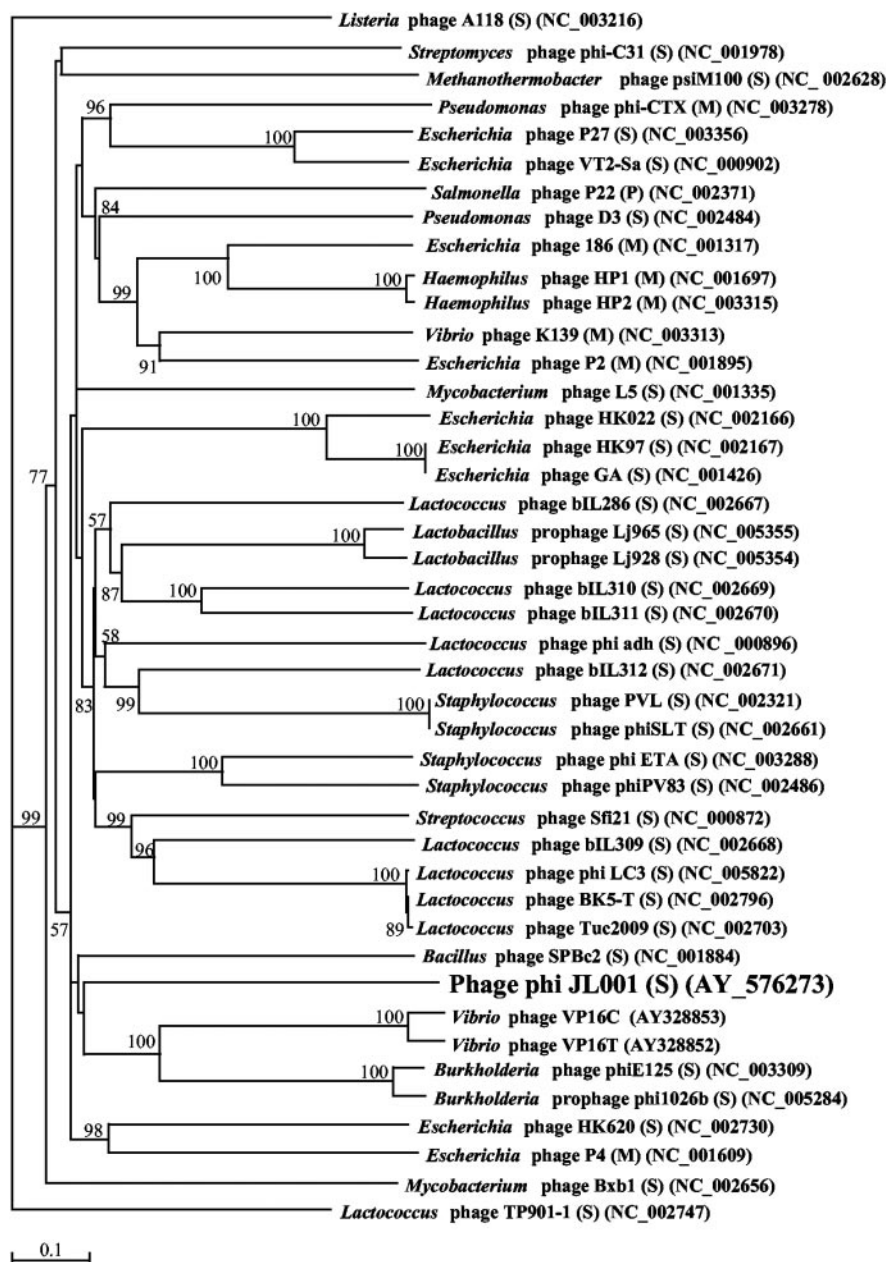 Listeria phage A118 (S) (NC_003216)
Streptomyces phage phi-C31 (S) (NC_001978)
Methanothermobacter phage psiM100 (S) (NC_ 002628)
96
Pseudomonas phage phi-CTX (M) (NC_003278)
100
Escherichia phage P27 (S) (NC_003356)
Escherichia phage VT2-Sa (S) (NC_000902)
Salmonella phage P22 (P) (NC_002371)
84
Pseudomonas phage D3 (S) (NC_002484)
Escherichia phage 186 (M) (NC_001317)
100
100
Haemophilus phage HP1 (M) (NC_001697)
99
Haemophilus phage HP2 (M) (NC_003315)
Vibrio phage K139 (M) (NC_003313)
91
Escherichia phage P2 (M) (NC_001895)
Mycobacterium phage L5 (S) (NC_001335)
100
Escherichia phage HK022 (S) (NC_002166)
100
Escherichia phage HK97 (S) (NC_002167)
77
Escherichia phage GA (S) (NC_001426)
Lactococcus phage bIL286 (S) (NC_002667)
57
100
Lactobacillus prophage Lj965 (S) (NC_005355)
Lactobacillus prophage Lj928 (S) (NC_005354)
87
100
Lactococcus phage bIL310 (S) (NC_002669)
Lactococcus phage bIL311 (S) (NC_002670)
58
Lactococcus phage phi adh (S) (NC _000896)
Lactococcus phage bIL312 (S) (NC_002671)
83
99
100
Staphylococcus phage PVL (S) (NC_002321)
Staphylococcus phage phiSLT (S) (NC_002661)
100
Staphylococcus phage phi ETA (S) (NC_003288)
Staphylococcus phage phiPV83 (S) (NC_002486)
99
99
Streptococcus phage Sfi21 (S) (NC_000872)
96
Lactococcus phage bIL309 (S) (NC_002668)
100
Lactococcus phage phi LC3 (S) (NC_005822)
Lactococcus phage BK5-T (S) (NC_002796)
57
89
Lactococcus phage Tuc2009 (S) (NC_002703)
Bacillus phage SPBc2 (S) (NC_001884)
Phage phi JL001 (S) (AY_576273)
100
Vibrio phage VP16C (AY328853)
100
Vibrio phage VP16T (AY328852)
100
Burkholderia phage phiE125 (S) (NC_003309)
Burkholderia prophage phi1026b (S) (NC_005284)
98
Escherichia phage HK620 (S) (NC_002730)
Escherichia phage P4 (M) (NC_001609)
Mycobacterium phage Bxb1 (S) (NC_002656)
Lactococcus phage TP901-1 (S) (NC_002747)
0.1